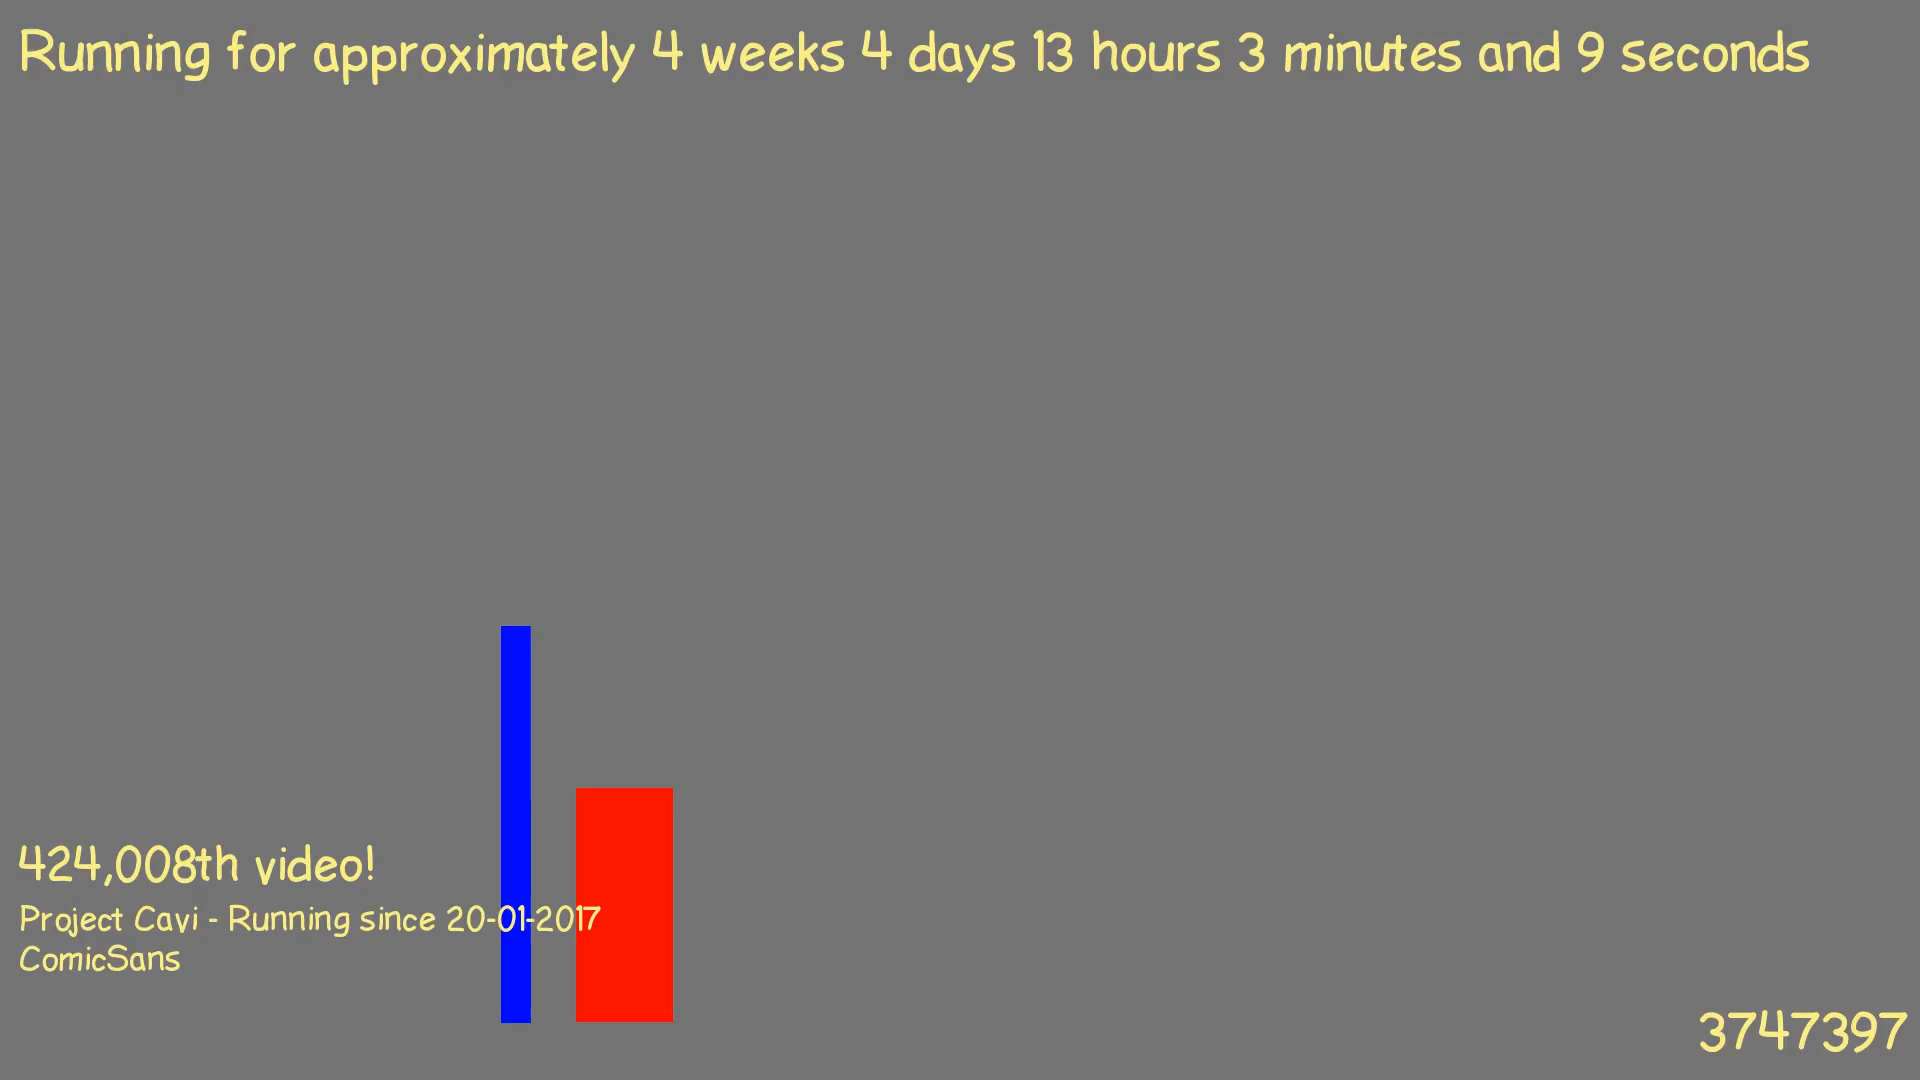 Running for approximately 4 weeks 4 days 13 hours 3 minutes and 9 seconds
424,008th video!
Project Cavi - Running since 20-01-2017
ComicSans
3747397